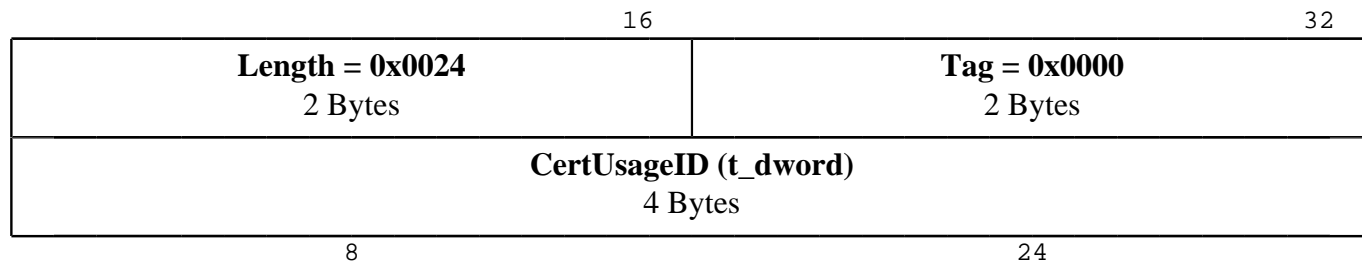 16 32
Length = 0x0024 Tag = 0x0000
2 Bytes 2 Bytes
CertUsageID (t_dword)
4 Bytes
8 24